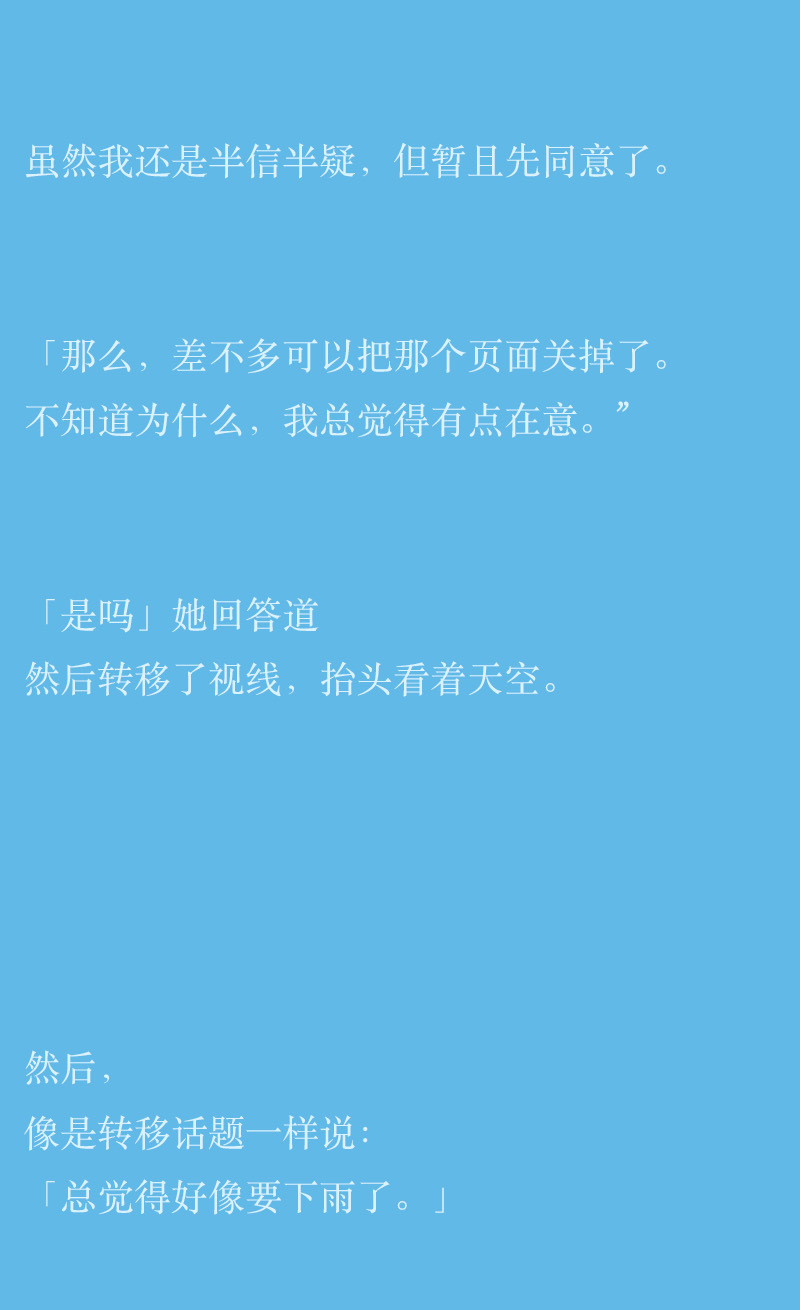 虽然我还是半信半疑，但暂且先同意了。
「那么，差不多可以把那个页面关掉了。
不知道为什么，我总觉得有点在意。”
「是吗」她回答道
然后转移了视线，抬头看着天空。
然后，
像是转移话题一样说：
「总觉得好像要下雨了。」